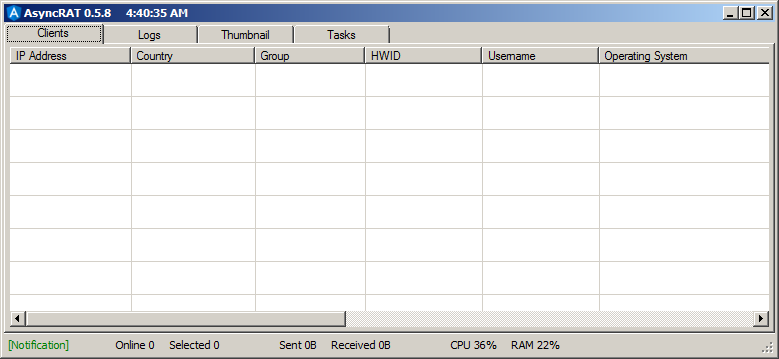 AsyncRAT 0.5.8 4:40:35 AM
Clients Logs Thumbnail Tasks
IP Address Country Group HWID Username Operating System
[Notification] Online 0 Selected 0 Sent 0B Received 0B CPU 36% RAM 22%